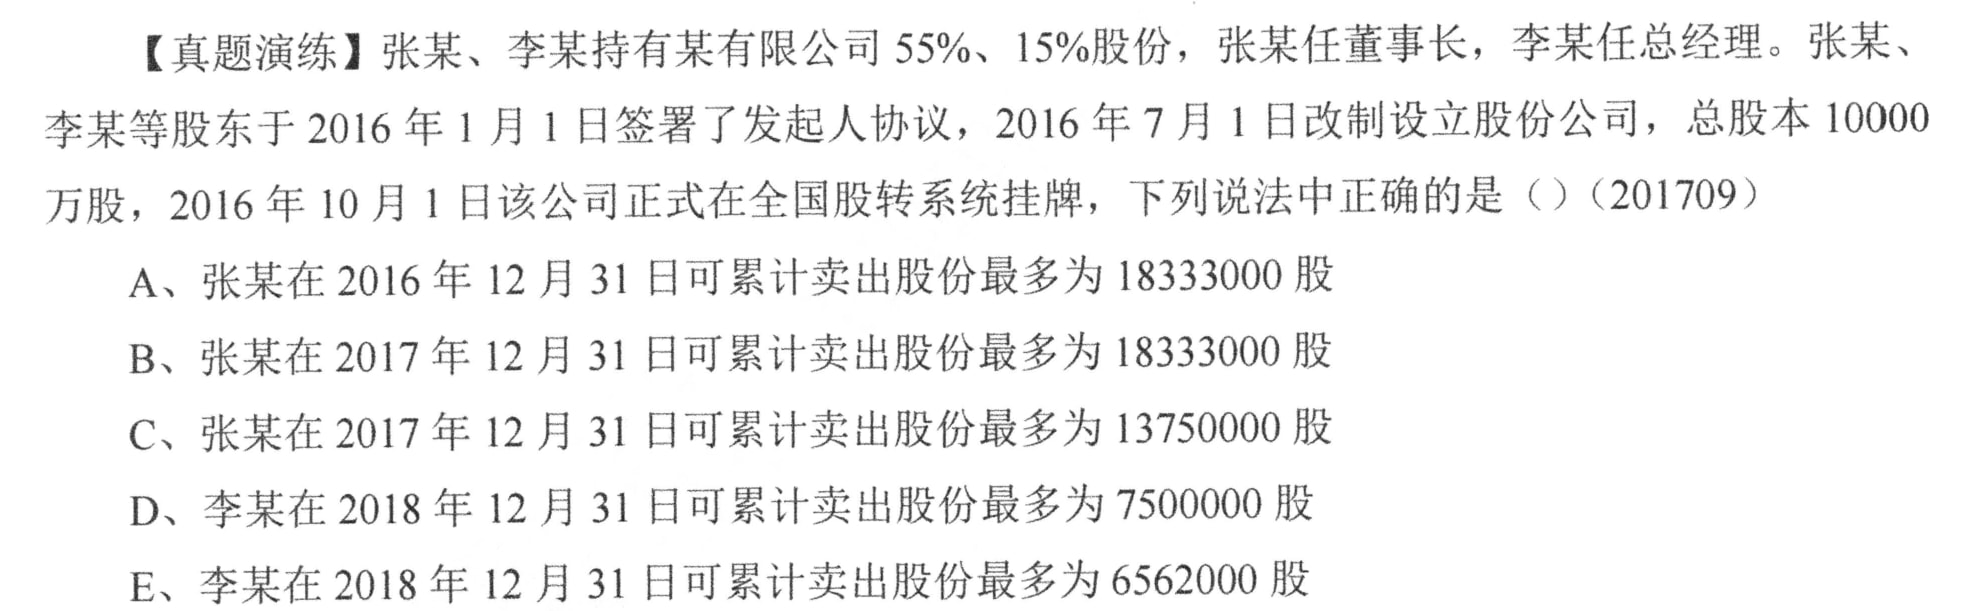 【真题演练】张某、李某持有某有限公司 55%、15%股份，张某任董事长，李某任总经理。张某、
李某等股东于 2016 年 1 月 1 日签署了发起人协议，2016 年 7 月 1 日改制设立股份公司，总股本 10000
万股，2016 年 10 月 1 日该公司正式在全国股转系统挂牌，下列说法中正确的是（）（201709）
A、张某在 2016 年 12 月 31 日可累计卖出股份最多为 18333000 股
B、张某在 2017 年 12 月 31 日可累计卖出股份最多为 18333000 股
C、张某在 2017 年 12 月 31 日可累计卖出股份最多为 13750000 股
D、李某在 2018 年 12 月 31 日可累计卖出股份最多为 7500000 股
E、李某在 2018 年 12 月 31 日可累计卖出股份最多为 6562000 股